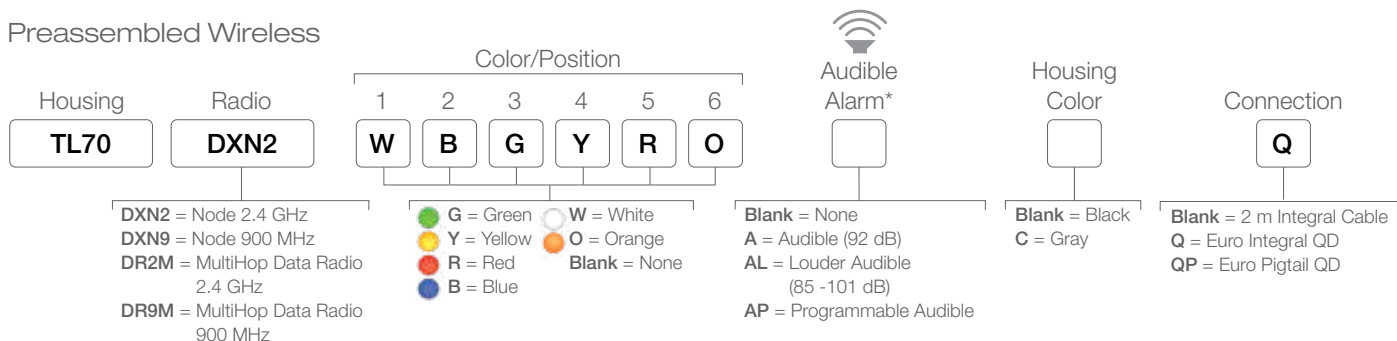 Preassembled Wireless
Color/Position
Audible
Alarm*
Housing
Color
Housing
Radio
1 2 3 4 5 6
Connection
TL70
DXN2
W B G Y R O
Q
DXN2 = Node 2.4 GHz
DXN9 = Node 900 MHz
DR2M = MultiHop Data Radio
2.4 GHz
DR9M = MultiHop Data Radio
900 MHz
G = Green
Y = Yellow
R = Red
B = Blue
W = White
O = Orange
Blank = None
Blank = None
A = Audible (92 dB)
AL = Louder Audible
(85 -101 dB)
AP = Programmable Audible
Blank = Black
C = Gray
Blank = 2 m Integral Cable
Q = Euro Integral QD
QP = Euro Pigtail QD